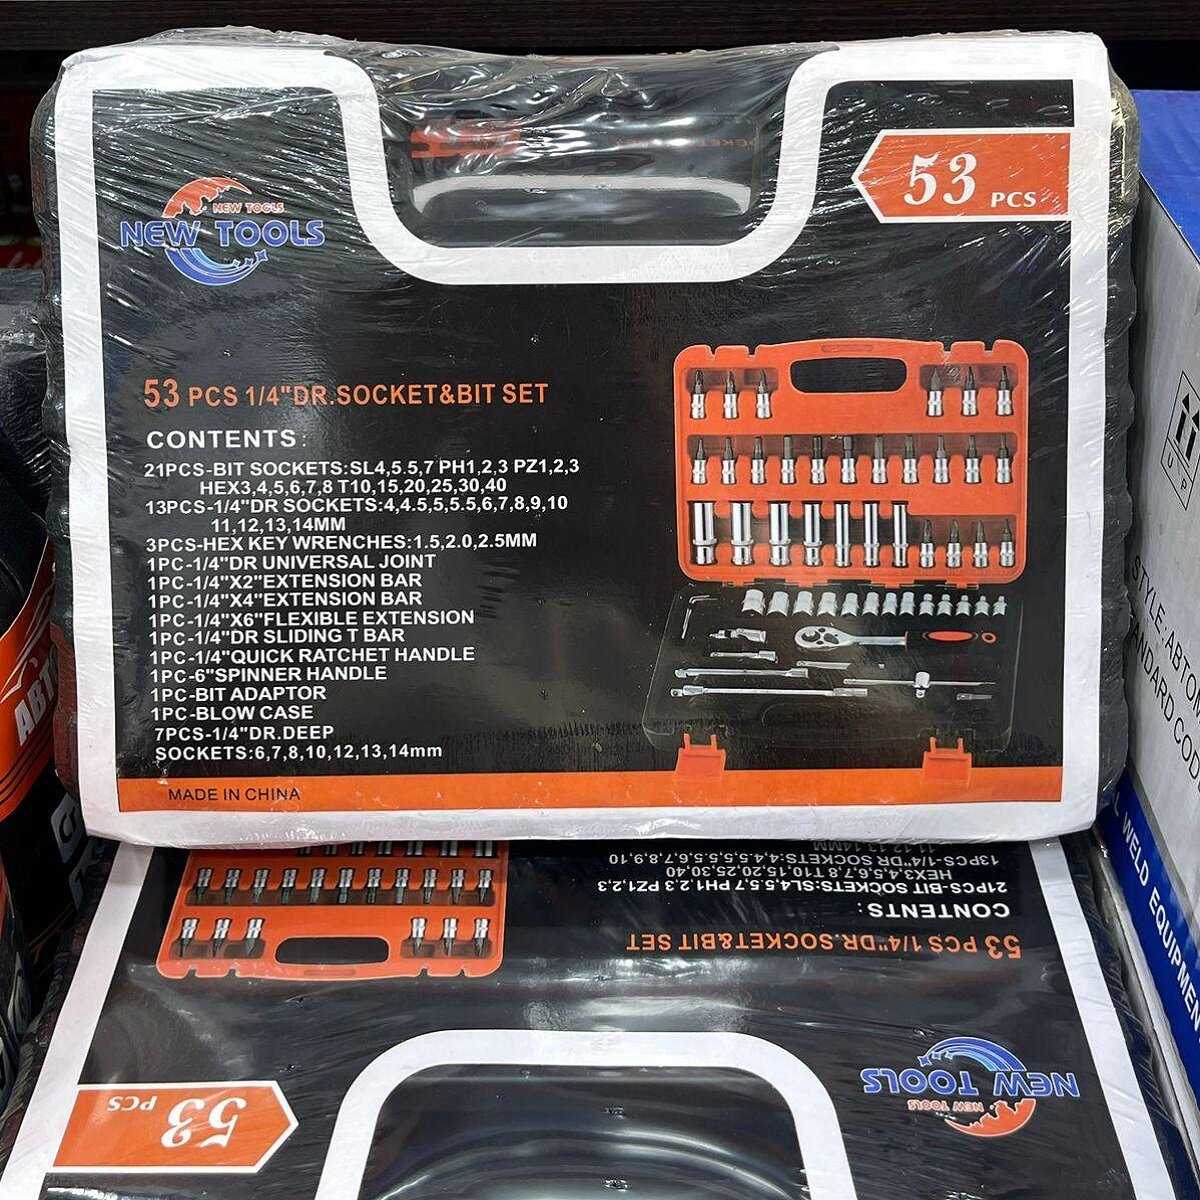 NEW TOOLS
NEW TOOLS
53 PCS
53 PCS 1/4"DR.SOCKET&BIT SET
CONTENTS:
21PCS-BIT SOCKETS:SL4,5.5,7 PH1,2,3 PZ1,2,3
HEX3,4,5,6,7,8 T10,15,20,25,30,40
13PCS-1/4"DR SOCKETS:4,4.5,5,5.5,6,7,8,9,10
11,12,13,14MM
3PCS-HEX KEY WRENCHES:1.5,2.0,2.5MM
1PC-1/4"DR UNIVERSAL JOINT
1PC-1/4"X2"EXTENSION BAR
1PC-1/4"X4"EXTENSION BAR
1PC-1/4"X6"FLEXIBLE EXTENSION
1PC-1/4"DR SLIDING T BAR
1PC-1/4"QUICK RATCHET HANDLE
1PC-6"SPINNER HANDLE
1PC-BIT ADAPTOR
1PC-BLOW CASE
7PCS-1/4"DR.DEEP
SOCKETS:6,7,8,10,12,13,14mm
MADE IN CHINA
UP
WELD EQUIPMEN
11,12,13,14MM
13PCS-1/4"DR SOCKETS:4,4.5,5,5.5,6,7,8,9,10
HEX3,4,5,6,7,8 T10,15,20,25,30,40
21PCS-BIT SOCKETS:SL4,5.5,7 PH1,2,3 PZ1,2,3
CONTENTS:
53 PCS 1/4"DR.SOCKET&BIT SET
NEW TOOLS
NEW TOOLS
53 PCS